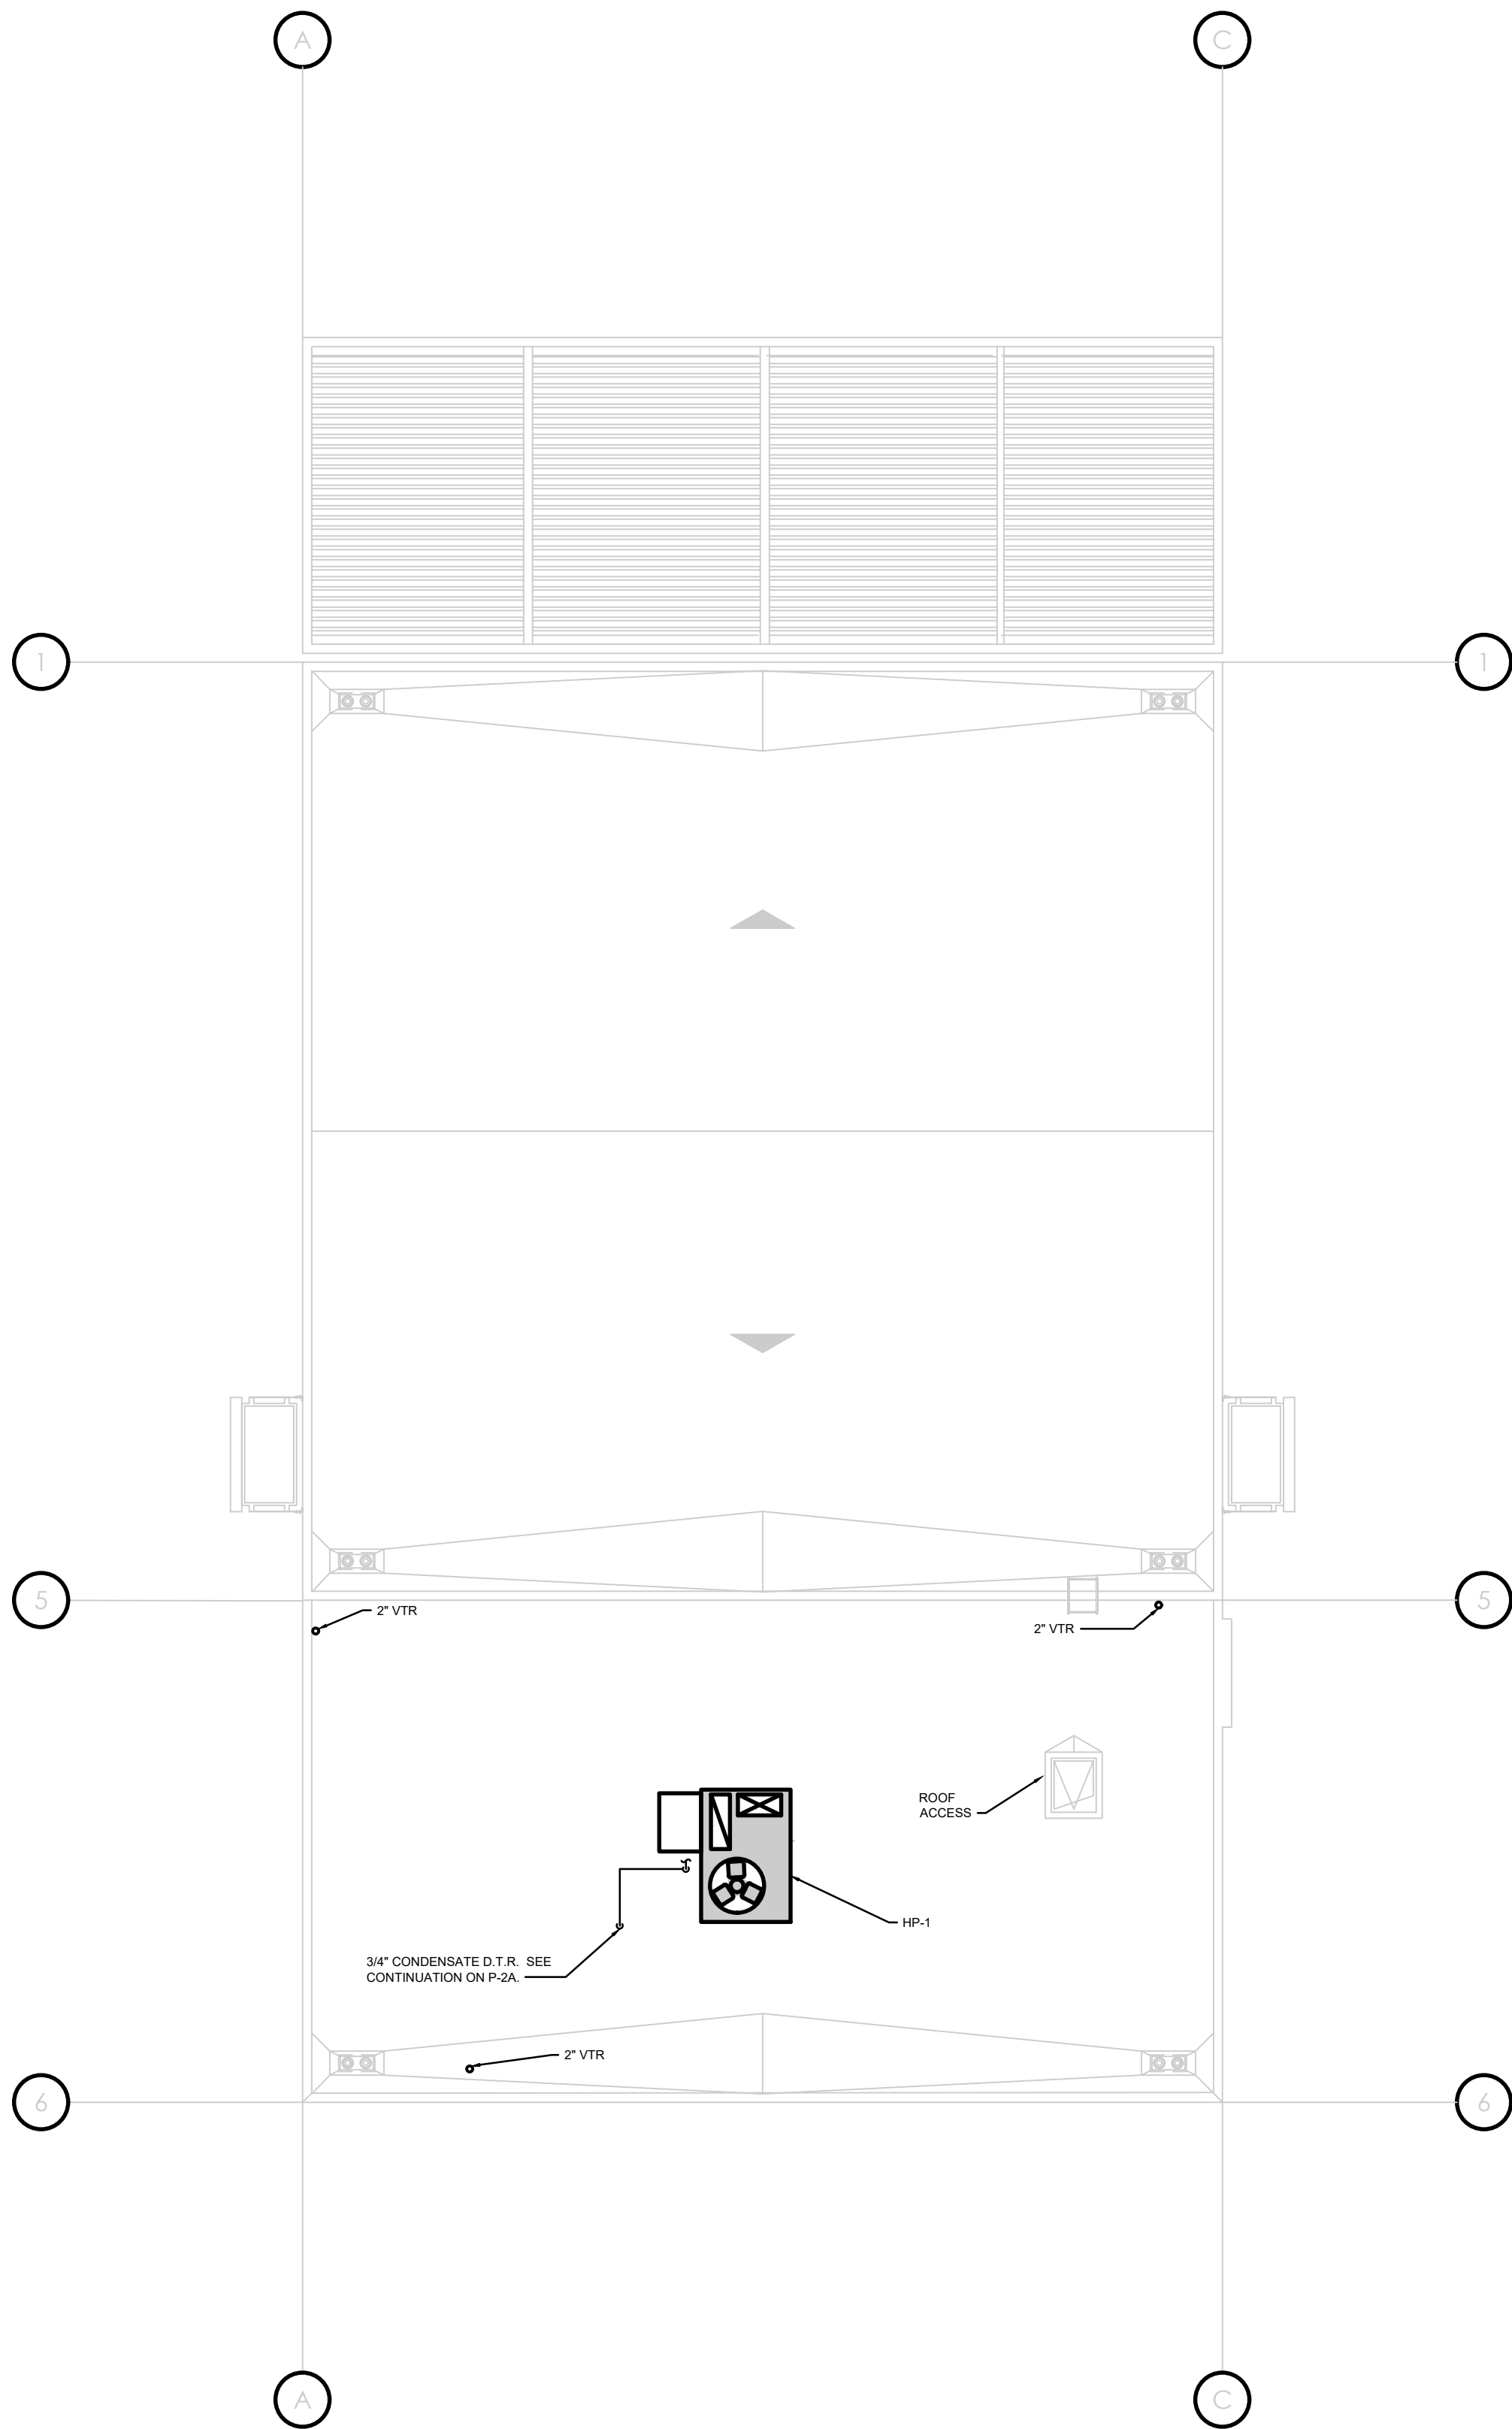 A
C
1
1
5
5
2" VTR
2" VTR
ROOF
ACCESS
HP-1
3/4" CONDENSATE D.T.R. SEE
CONTINUATION ON P-2A.
2" VTR
6
6
A
C